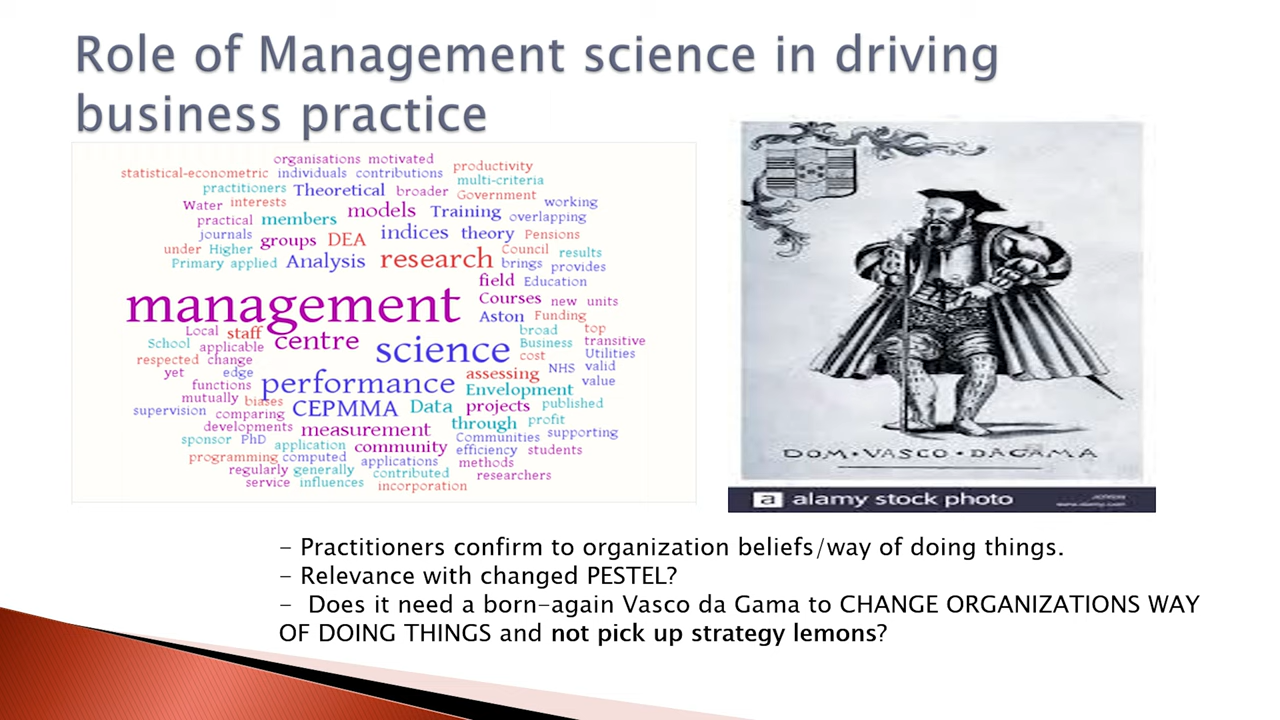 Role of Management science in driving
business practice
organisations motivated
statistical-econometric individuals contributions productivity
practitioners Theoretical broader multi-criteria
Water interests Government
practical members models Training working
journals groups DEA indices theory overlapping
under Higher Pensions
Primary applied Analysis research Council results
brings provides
field Education
management Courses new units
Aston Funding
Local staff centre broad top
School applicable science Business transitive
respected change cost Utilities
yet edge assessing NHS valid
functions performance Envelopment value
mutually biases
supervision comparing CEPMMA Data projects published
developments measurement through profit
sponsor PhD application community Communities supporting
programming computed applications efficiency students
regularly generally contributed methods
service influences incorporation researchers
DOM·VASCO·DAGAMA
a alamy stock photo
www.alamy.com
- Practitioners confirm to organization beliefs/way of doing things.
- Relevance with changed PESTEL?
- Does it need a born-again Vasco da Gama to CHANGE ORGANIZATIONS WAY
OF DOING THINGS and not pick up strategy lemons?